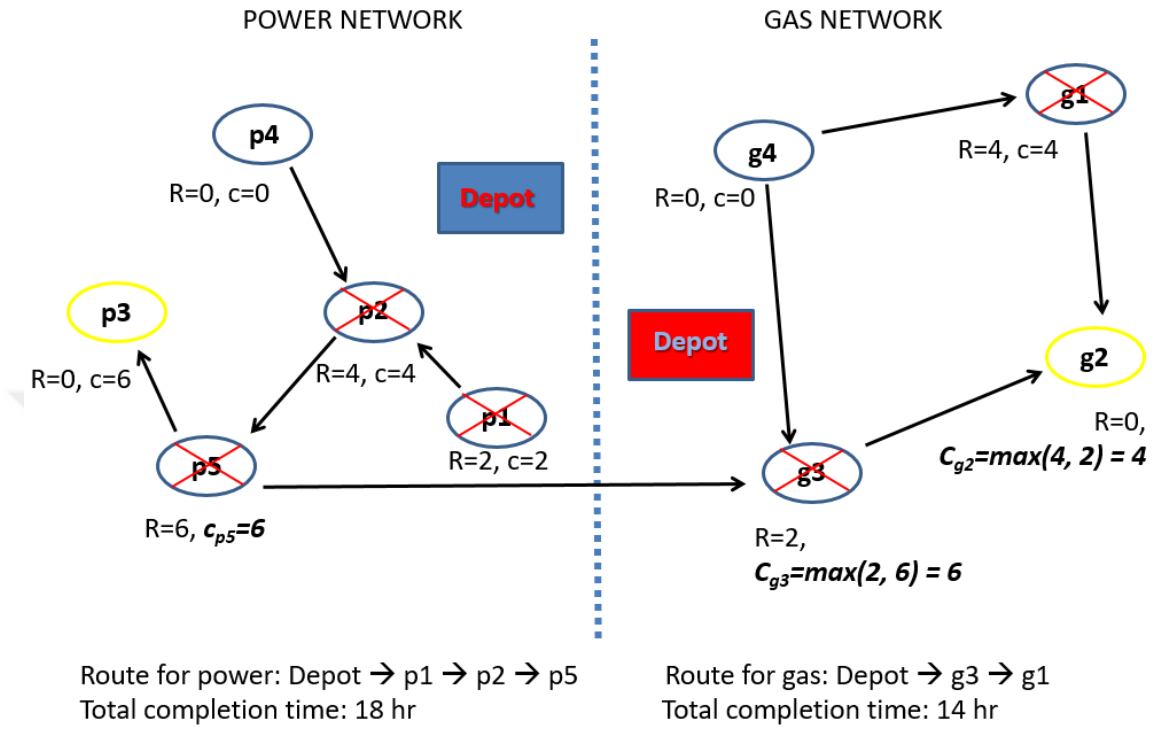 POWER NETWORK
GAS NETWORK
p4
R=0, c=0
Depot
p3
R=0, c=6
p2
R=4, c=4
p1
R=2, c=2
p5
R=6, cp5=6
g4
R=0, c=0
g1
R=4, c=4
Depot
g2
R=0,
Cg2=max(4, 2) = 4
g3
R=2,
Cg3=max(2, 6) = 6
Route for power: Depot → p1 → p2 → p5
Total completion time: 18 hr
Route for gas: Depot → g3 → g1
Total completion time: 14 hr